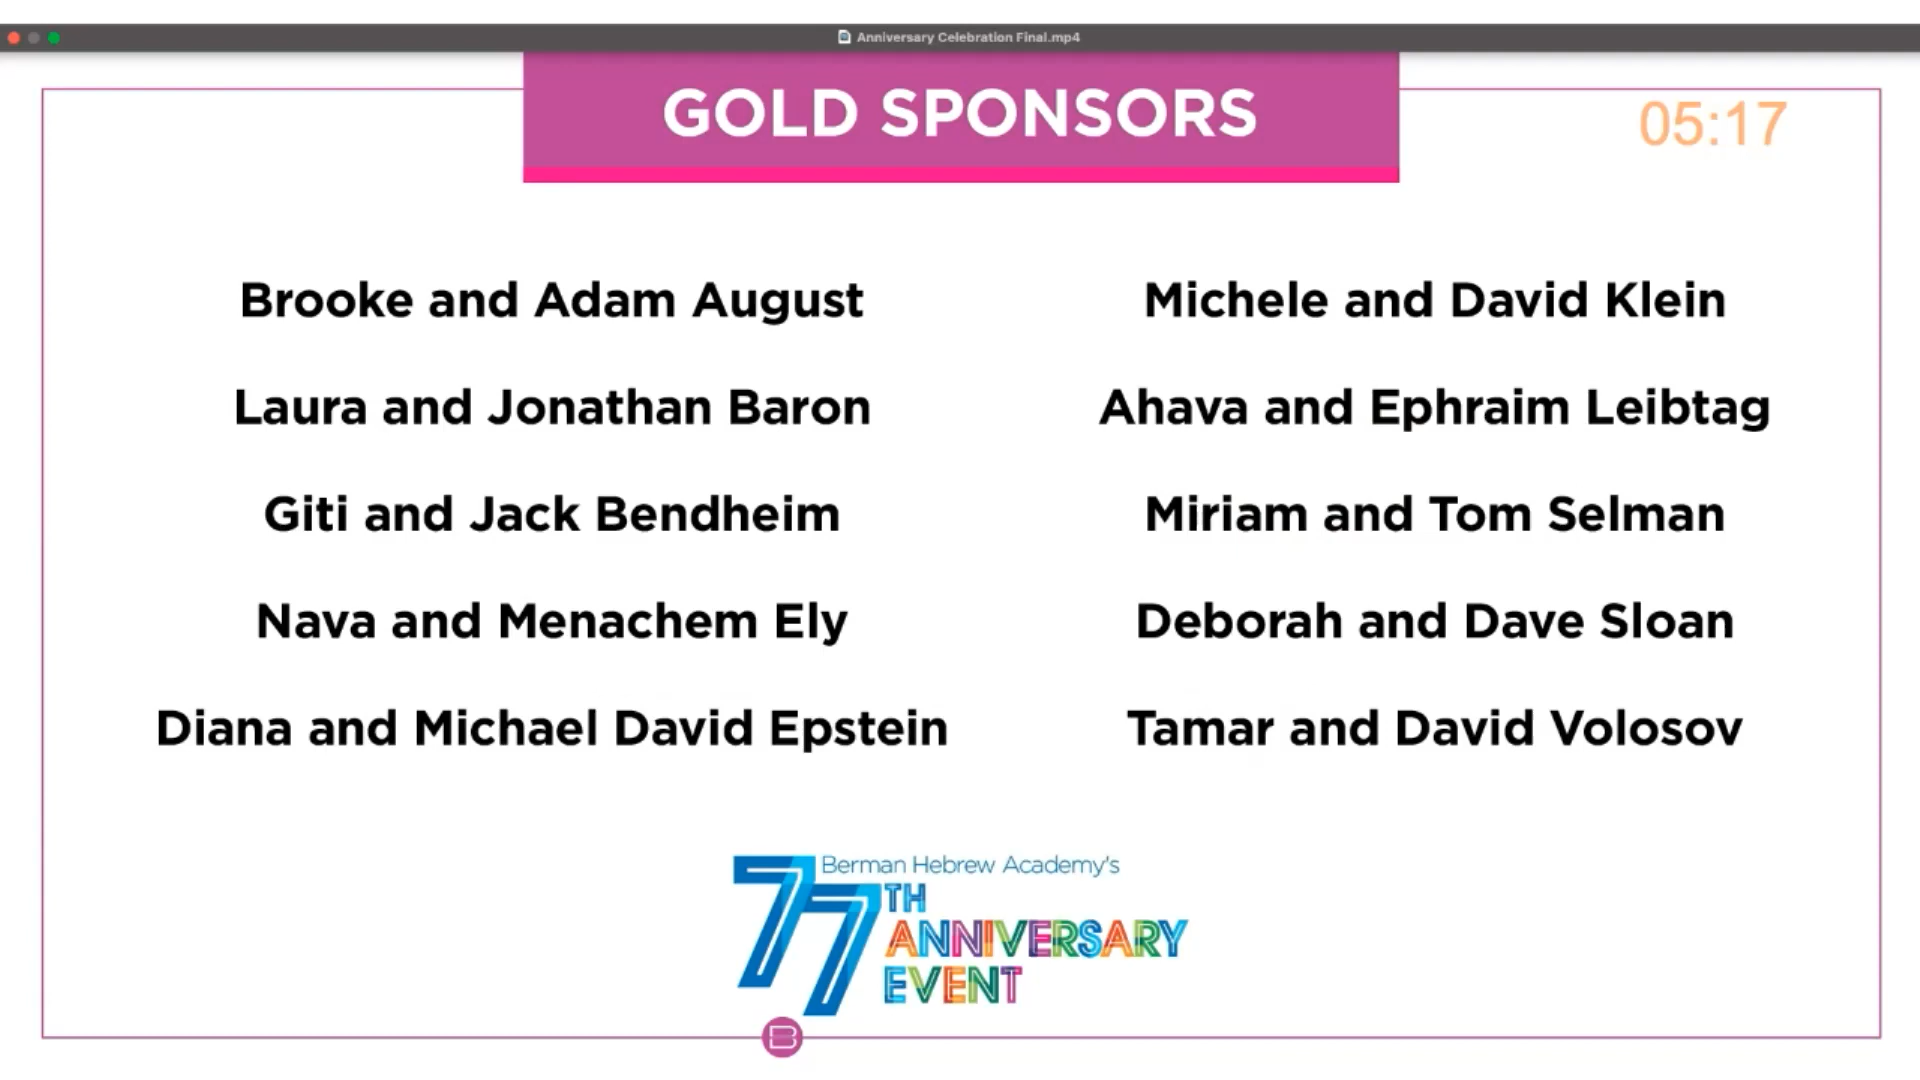 Anniversary Celebration Final.mp4
GOLD SPONSORS
05:17
Brooke and Adam August
Laura and Jonathan Baron
Giti and Jack Bendheim
Nava and Menachem Ely
Diana and Michael David Epstein
Michele and David Klein
Ahava and Ephraim Leibtag
Miriam and Tom Selman
Deborah and Dave Sloan
Tamar and David Volosov
Berman Hebrew Academy's
77TH
ANNIVERSARY
EVENT
B